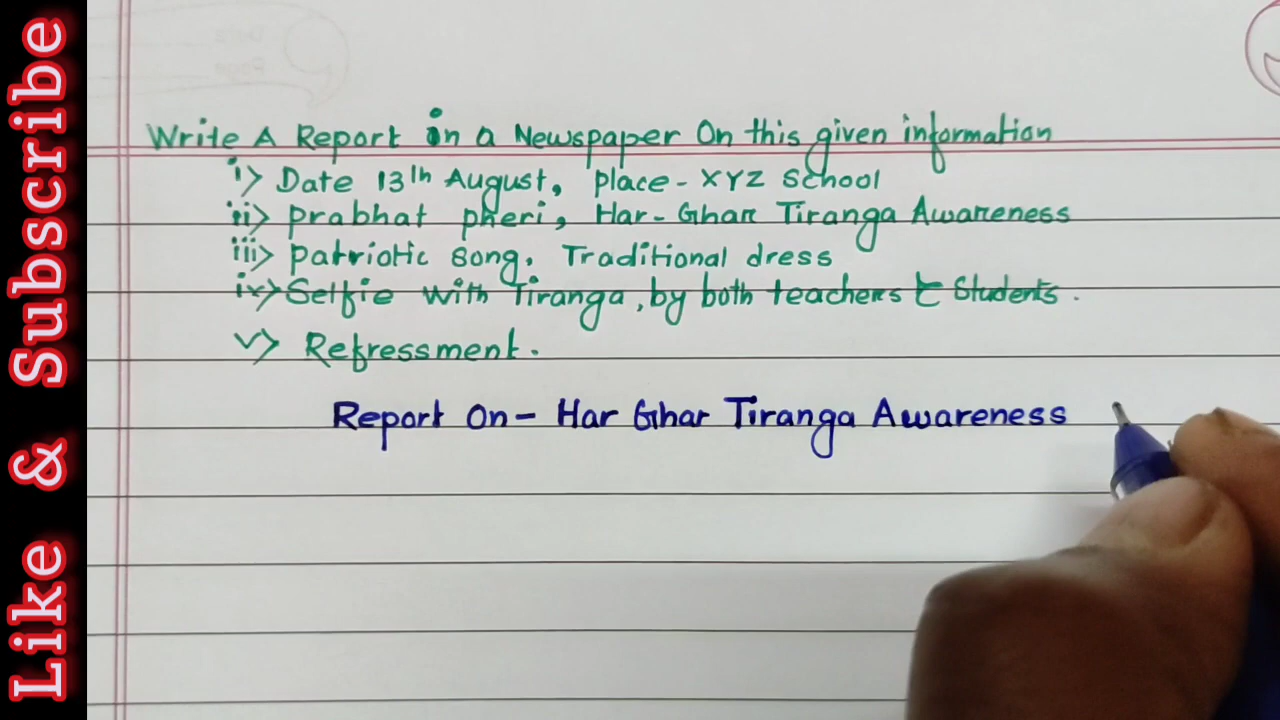 Like & Subscribe
Write A Report in a Newspaper On this given information
i> Date 13th August, place - XYZ School
ii> prabhat pheri, Har-Ghar Tiranga Awareness
iii> patriotic song. Traditional dress
iv> Selfie with Tiranga, by both teachers & Students.
v> Refressment.
Report On - Har Ghar Tiranga Awareness